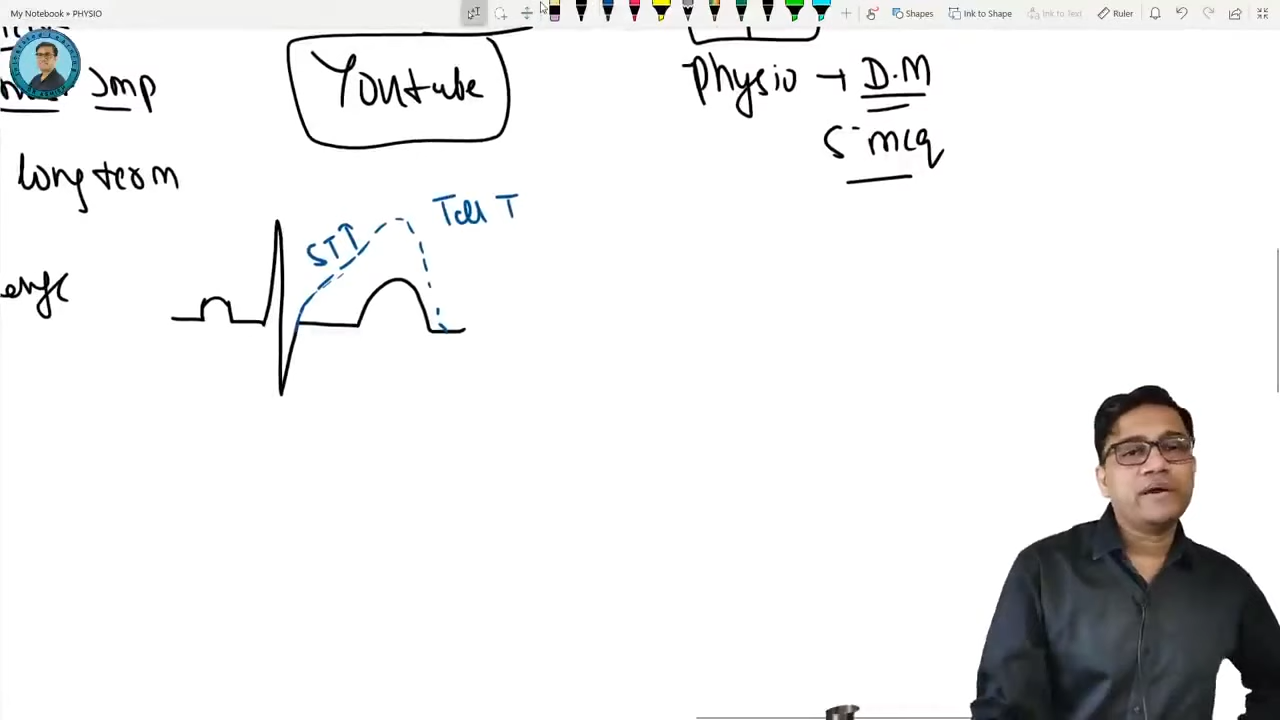 My Notebook » PHYSIO
Shapes
Ink to Shape
Ink to Text
Ruler
Imp
Youtube
Physio → D.M
5 mcq
long term
ST↑
Tall T